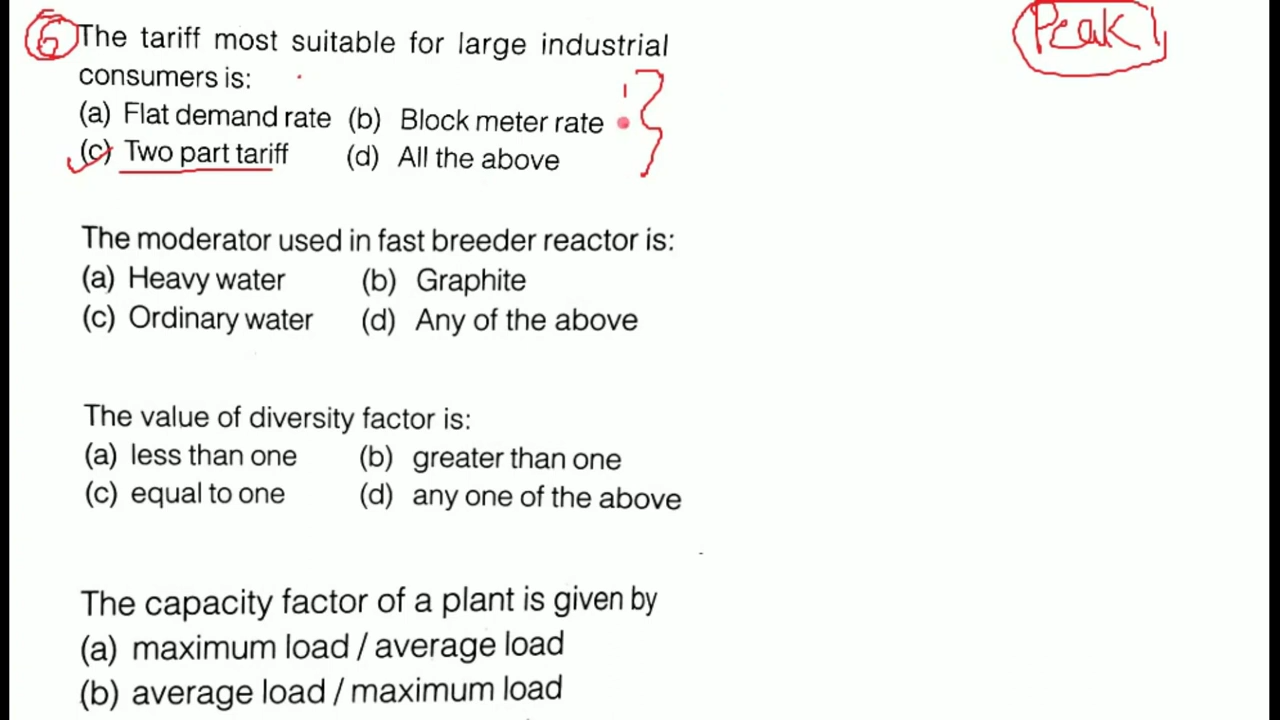 Peak
6 The tariff most suitable for large industrial
consumers is:
(a) Flat demand rate (b) Block meter rate
(c) Two part tariff (d) All the above
The moderator used in fast breeder reactor is:
(a) Heavy water (b) Graphite
(c) Ordinary water (d) Any of the above
The value of diversity factor is:
(a) less than one (b) greater than one
(c) equal to one (d) any one of the above
The capacity factor of a plant is given by
(a) maximum load / average load
(b) average load / maximum load